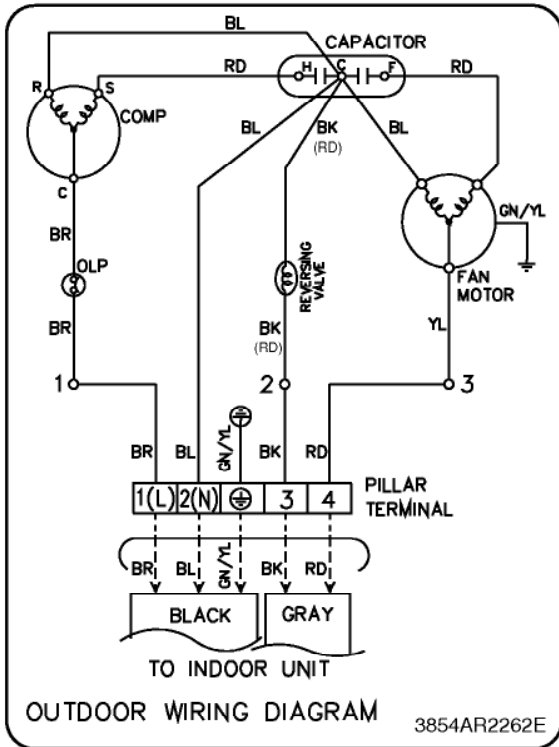 BL
CAPACITOR
H C F
RD
RD
R S
COMP
BL BK BL
(RD)
C
GN/YL
BR
OLP
REVERSING
VALVE
FAN
MOTOR
BR
BK
(RD)
YL
1
2
3
BR BL GN/YL BK RD
1(L) 2(N) 3 4
PILLAR
TERMINAL
BR BL GN/YL BK RD
BLACK GRAY
TO INDOOR UNIT
OUTDOOR WIRING DIAGRAM
3854AR2262E